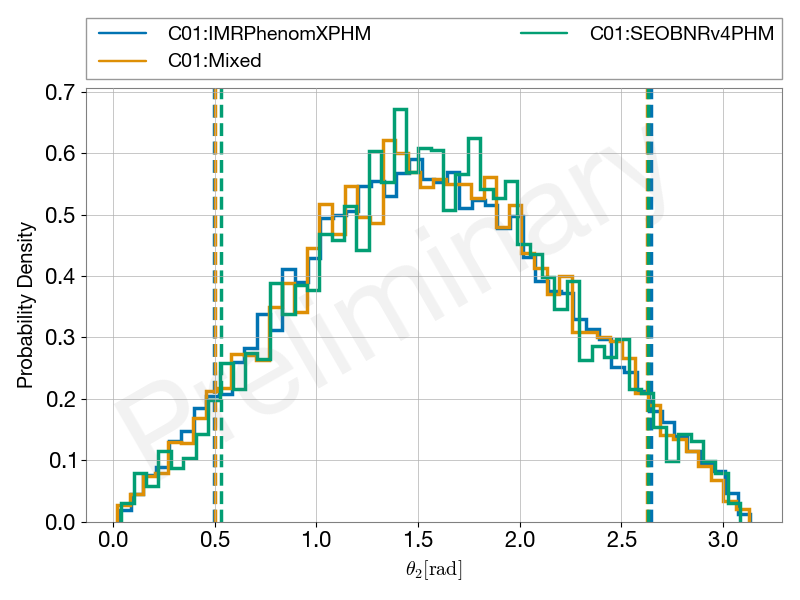 C01:IMRPhenomXPHM
C01:Mixed
C01:SEOBNRv4PHM
0.7
0.6
0.5
0.4
0.3
0.2
0.1
0.0
Probability Density
Preliminary
0.0 0.5 1.0 1.5 2.0 2.5 3.0
θ₂[rad]